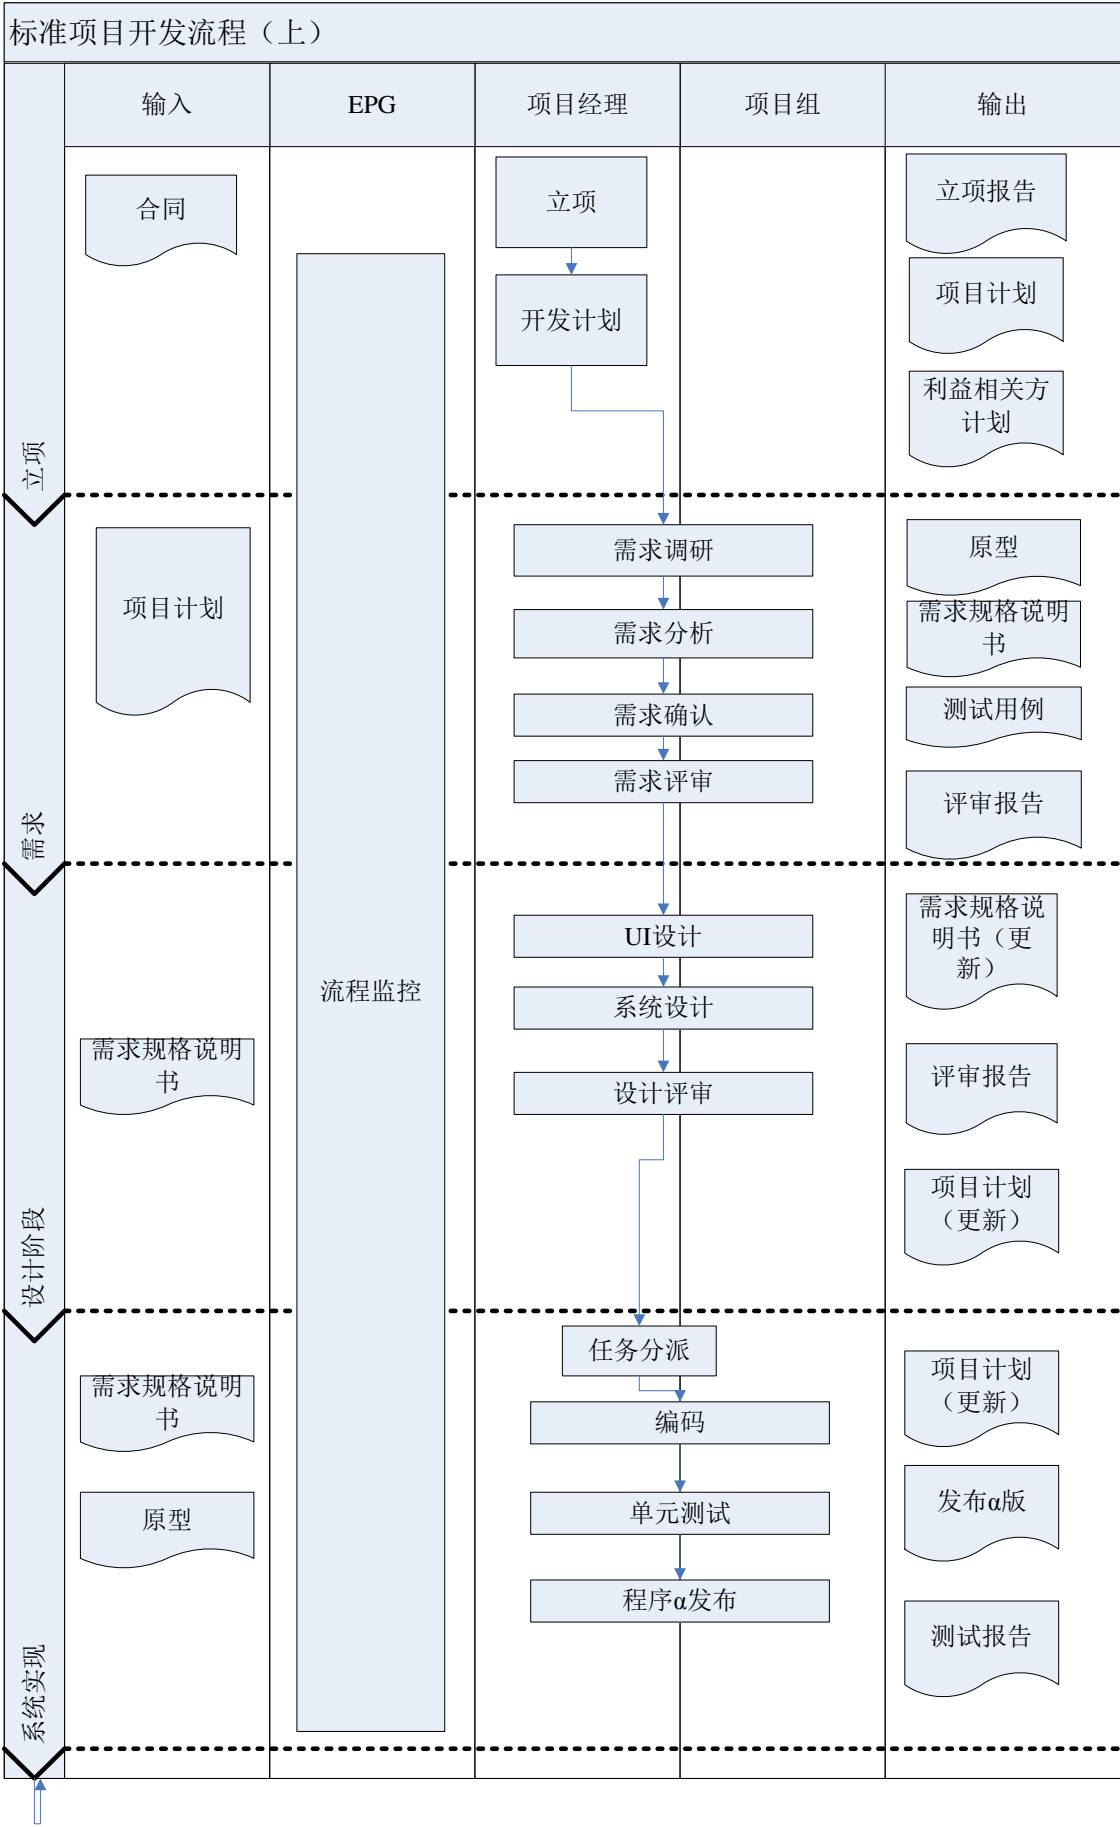 标准项目开发流程（上）
输入
EPG
项目经理
项目组
输出
立项
合同
立项
开发计划
立项报告
项目计划
利益相关方
计划
需求
项目计划
需求调研
需求分析
需求确认
需求评审
原型
需求规格说明
书
测试用例
评审报告
流程监控
设计阶段
需求规格说明
书
UI设计
系统设计
设计评审
需求规格说
明书（更
新）
评审报告
项目计划
（更新）
系统实现
需求规格说明
书
原型
任务分派
编码
单元测试
程序α发布
项目计划
（更新）
发布α版
测试报告